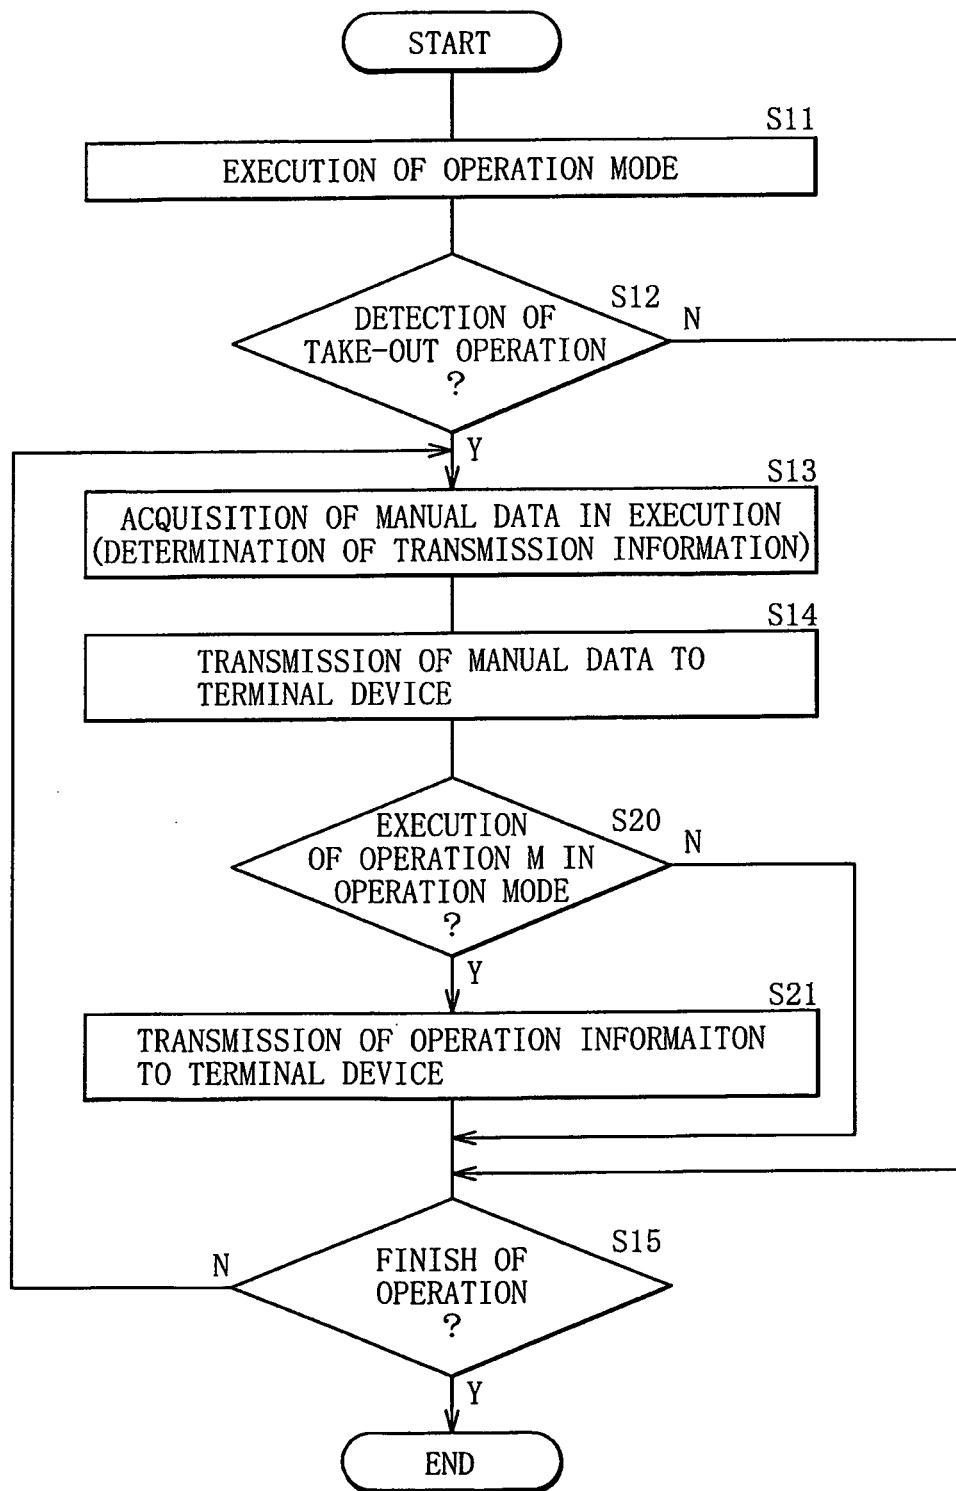 START
S11
EXECUTION OF OPERATION MODE
S12
N
DETECTION OF
TAKE-OUT OPERATION
?
Y
S13
ACQUISITION OF MANUAL DATA IN EXECUTION
(DETERMINATION OF TRANSMISSION INFORMATION)
S14
TRANSMISSION OF MANUAL DATA TO
TERMINAL DEVICE
S20
N
EXECUTION
OF OPERATION M IN
OPERATION MODE
?
Y
S21
TRANSMISSION OF OPERATION INFORMAITON
TO TERMINAL DEVICE
N
S15
FINISH OF
OPERATION
?
Y
END